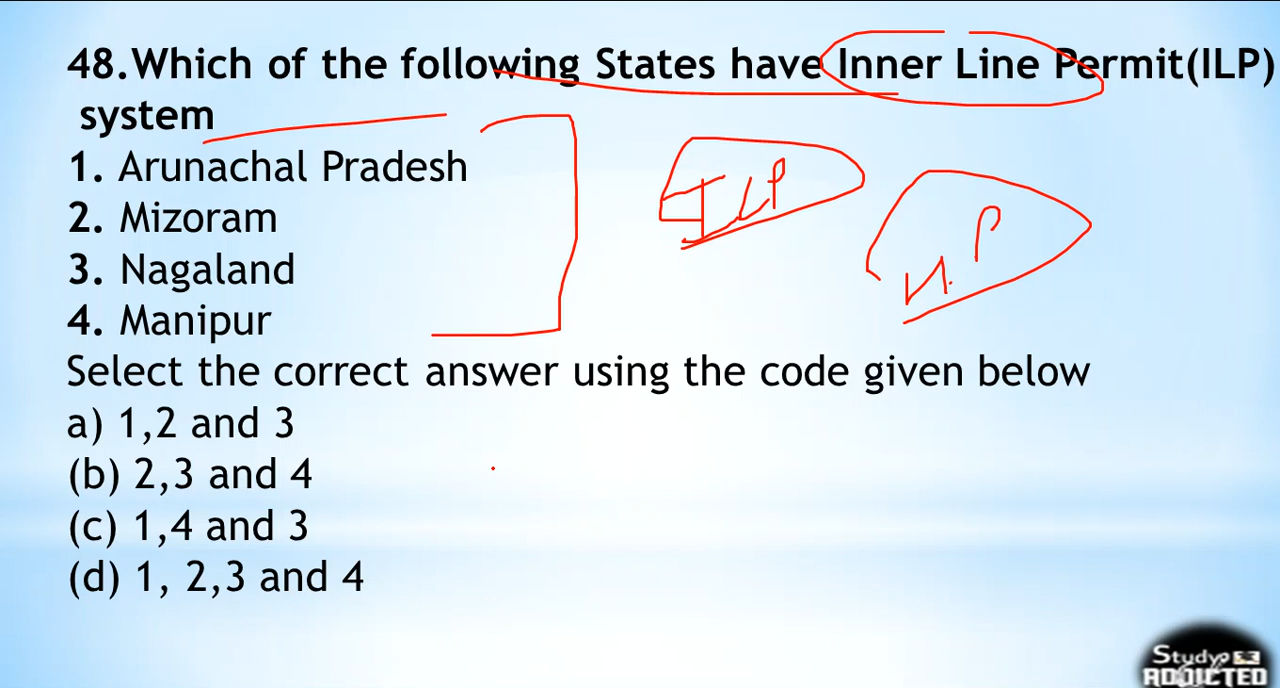 48.Which of the following States have Inner Line Permit(ILP)
system
1. Arunachal Pradesh
2. Mizoram
3. Nagaland
4. Manipur
ILP
P
Select the correct answer using the code given below
a) 1,2 and 3
(b) 2,3 and 4
(c) 1,4 and 3
(d) 1, 2,3 and 4
Study
ADDICTED